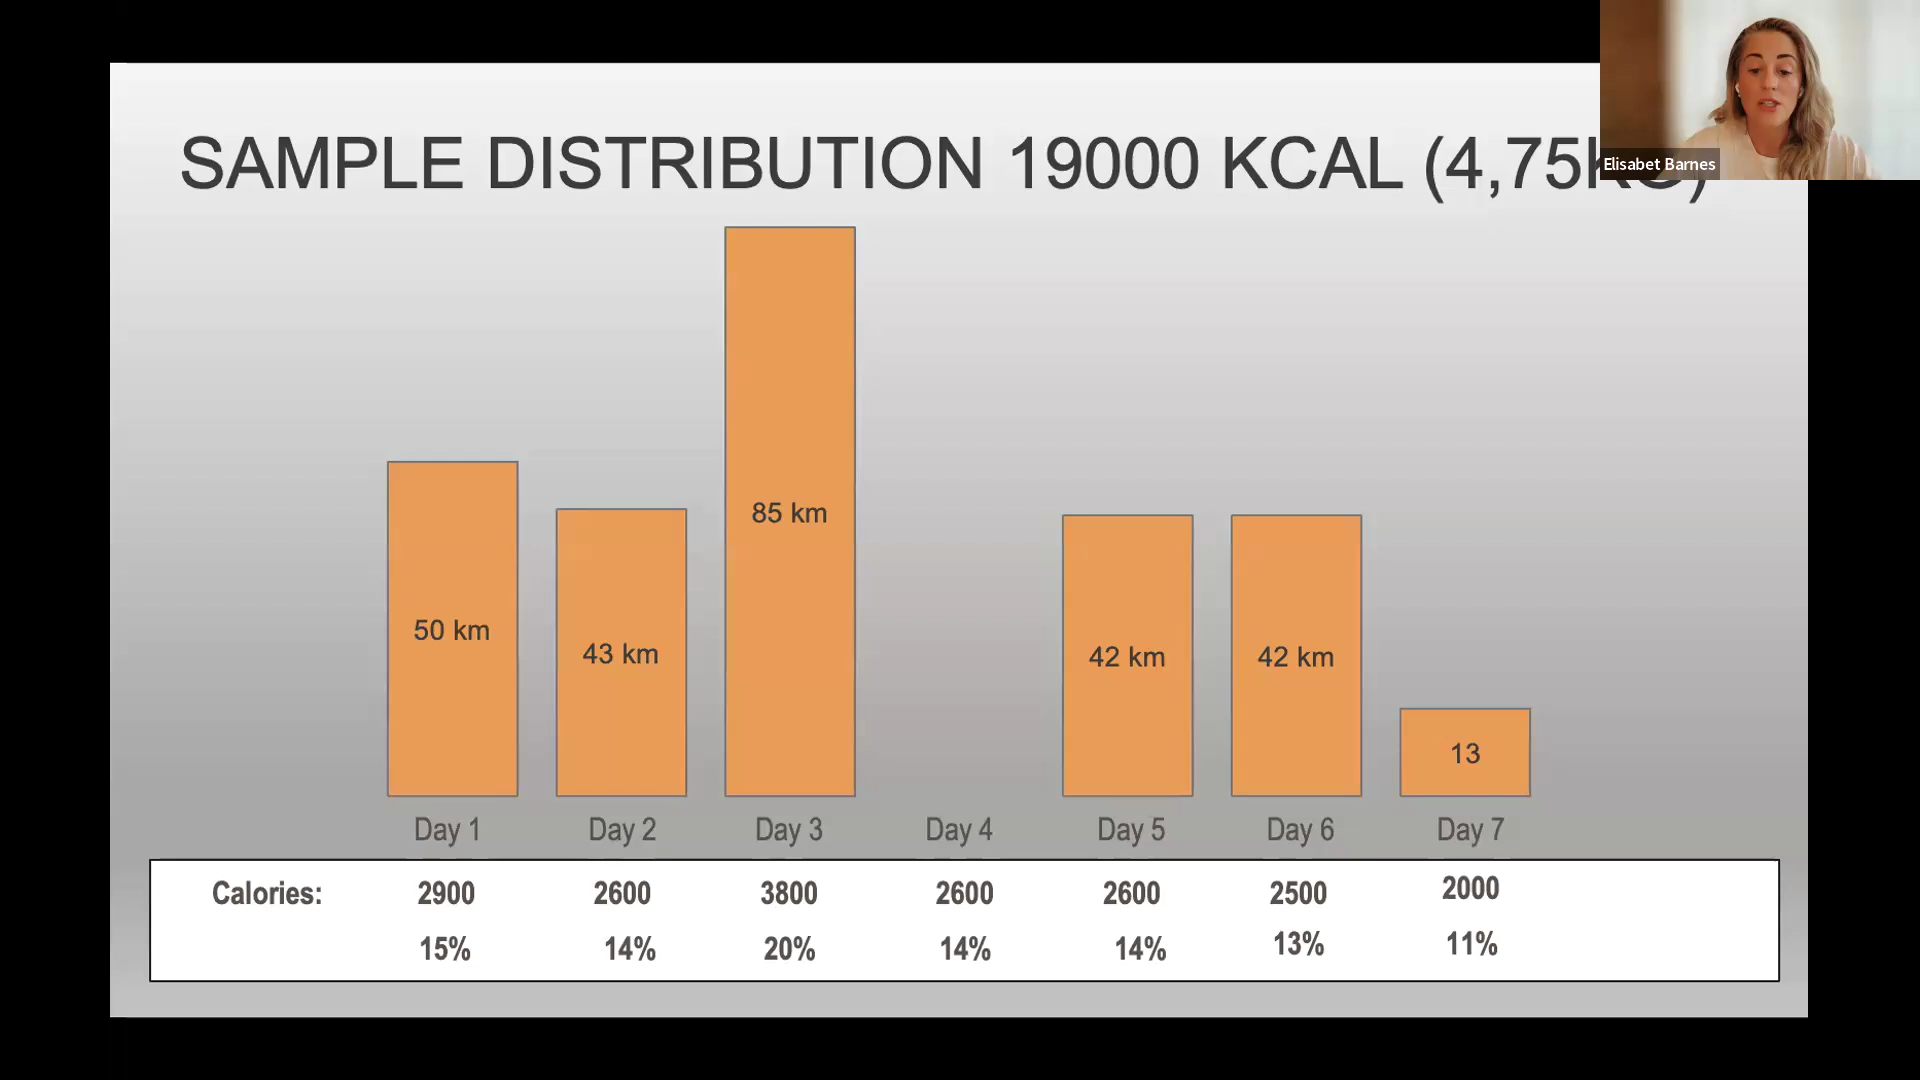 SAMPLE DISTRIBUTION 19000 KCAL (4,75KG)
Elisabet Barnes
85 km
50 km
43 km
42 km
42 km
13
Day 1 Day 2 Day 3 Day 4 Day 5 Day 6 Day 7
Calories: 2900 2600 3800 2600 2600 2500 2000
15% 14% 20% 14% 14% 13% 11%